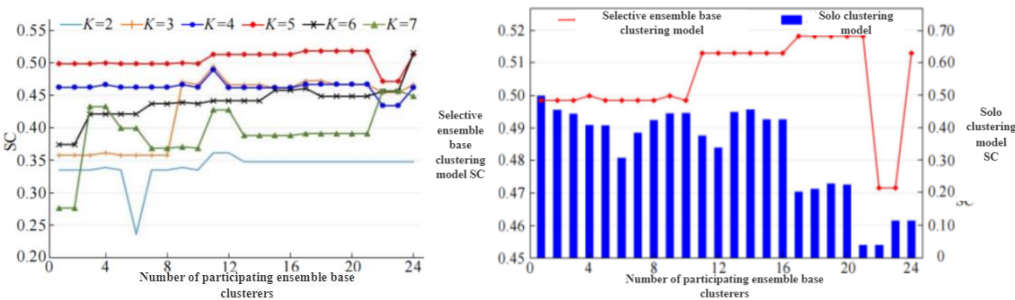 K=2 K=3 K=4 K=5 K=6 K=7
0.55
0.50
0.45
0.40
0.35
0.30
0.25
0.20
SC
0 4 8 12 16 20 24
Number of participating ensemble base
clusterers
Selective
ensemble
base
clustering
model SC
Selective ensemble base
clustering model
Solo clustering
model
0.52
0.51
0.50
0.49
0.48
0.47
0.46
0.45
0.70
0.60
0.50
0.40
0.30
0.20
0.10
0
Solo
clustering
model
SC
0 4 8 12 16 20 24
Number of participating ensemble base
clusterers